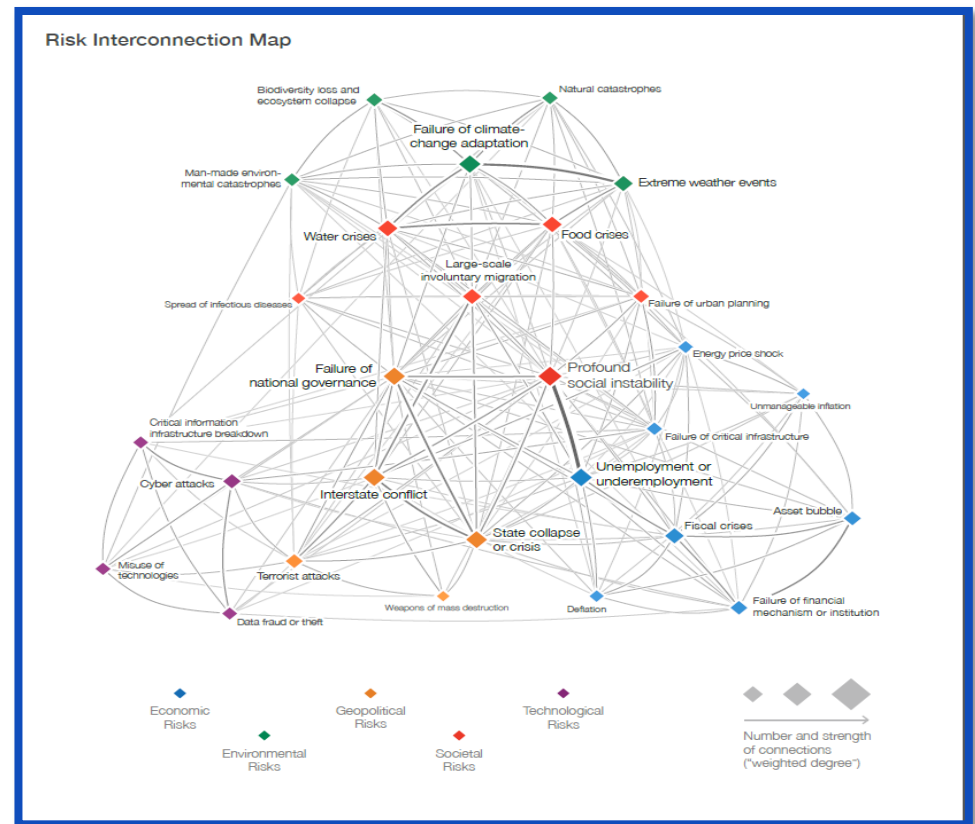 Risk Interconnection Map
Biodiversity loss and
ecosystem collapse
Natural catastrophes
Failure of climate-
change adaptation
Man-made environ-
mental catastrophes
Extreme weather events
Water crises
Food crises
Large-scale
involuntary migration
Spread of infectious diseases
Failure of urban planning
Energy price shock
Failure of
national governance
Profound
social instability
Unmanageable inflation
Critical information
infrastructure breakdown
Failure of critical infrastructure
Cyber attacks
Interstate conflict
Unemployment or
underemployment
Asset bubble
Fiscal crises
State collapse
or crisis
Misuse of
technologies
Terrorist attacks
Weapons of mass destruction
Deflation
Failure of financial
mechanism or institution
Data fraud or theft
Economic
Risks
Geopolitical
Risks
Technological
Risks
Environmental
Risks
Societal
Risks
Number and strength
of connections
("weighted degree")